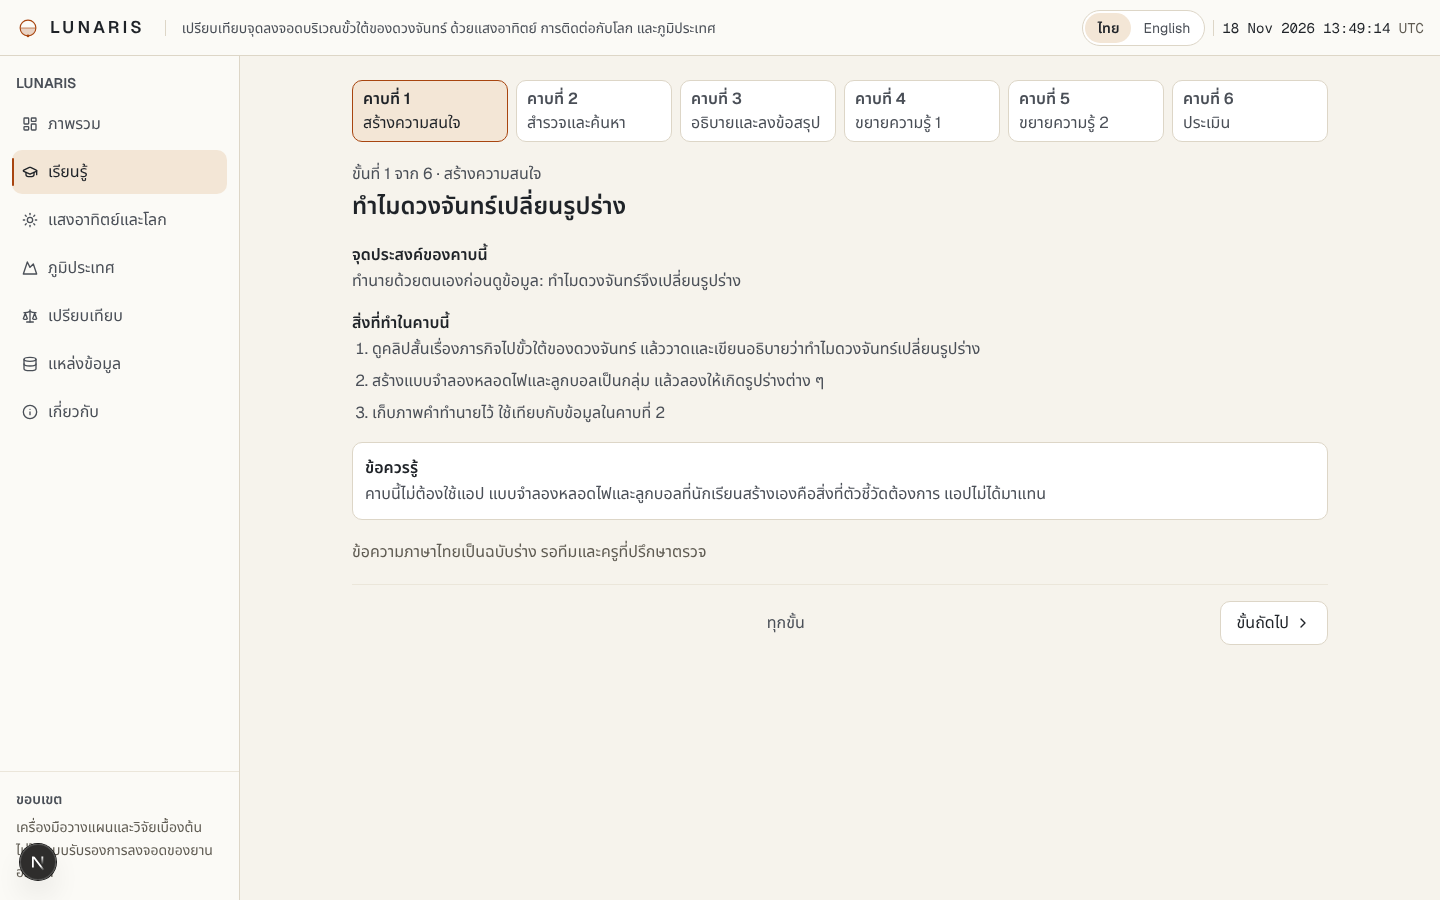 LUNARIS
เปรียบเทียบจุดลงจอดบริเวณขั้วใต้ของดวงจันทร์ ด้วยแสงอาทิตย์ การติดต่อกับโลก และภูมิประเทศ
ไทย
English
18 Nov 2026 13:49:14 UTC
LUNARIS
ภาพรวม
เรียนรู้
แสงอาทิตย์และโลก
ภูมิประเทศ
เปรียบเทียบ
แหล่งข้อมูล
เกี่ยวกับ
ขอบเขต
เครื่องมือวางแผนและวิจัยเบื้องต้น
รับรองการลงจอดของยาน
N
คาบที่ 1
สร้างความสนใจ
คาบที่ 2
สำรวจและค้นหา
คาบที่ 3
อธิบายและลงข้อสรุป
คาบที่ 4
ขยายความรู้ 1
คาบที่ 5
ขยายความรู้ 2
คาบที่ 6
ประเมิน
ขั้นที่ 1 จาก 6 · สร้างความสนใจ
ทำไมดวงจันทร์เปลี่ยนรูปร่าง
จุดประสงค์ของคาบนี้
ทำนายด้วยตนเองก่อนดูข้อมูล: ทำไมดวงจันทร์จึงเปลี่ยนรูปร่าง
สิ่งที่ทำในคาบนี้
1. ดูคลิปสั้นเรื่องภารกิจไปขั้วใต้ของดวงจันทร์ แล้ววาดและเขียนอธิบายว่าทำไมดวงจันทร์เปลี่ยนรูปร่าง
2. สร้างแบบจำลองหลอดไฟและลูกบอลเป็นกลุ่ม แล้วลองให้เกิดรูปร่างต่าง ๆ
3. เก็บภาพคำทำนายไว้ ใช้เทียบกับข้อมูลในคาบที่ 2
ข้อควรรู้
คาบนี้ไม่ต้องใช้แอป แบบจำลองหลอดไฟและลูกบอลที่นักเรียนสร้างเองคือสิ่งที่ตัวชี้วัดต้องการ แอปไม่ได้มาแทน
ข้อความภาษาไทยเป็นฉบับร่าง รอทีมและครูที่ปรึกษาตรวจ
ทุกขั้น
ขั้นถัดไป